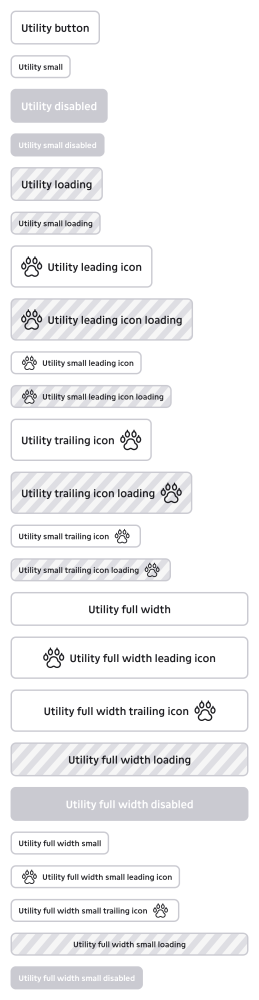 Utility button
Utility small
Utility disabled
Utility small disabled
Utility loading
Utility small loading
Utility leading icon
Utility leading icon loading
Utility small leading icon
Utility small leading icon loading
Utility trailing icon
Utility trailing icon loading
Utility small trailing icon
Utility small trailing icon loading
Utility full width
Utility full width leading icon
Utility full width trailing icon
Utility full width loading
Utility full width disabled
Utility full width small
Utility full width small leading icon
Utility full width small trailing icon
Utility full width small loading
Utility full width small disabled